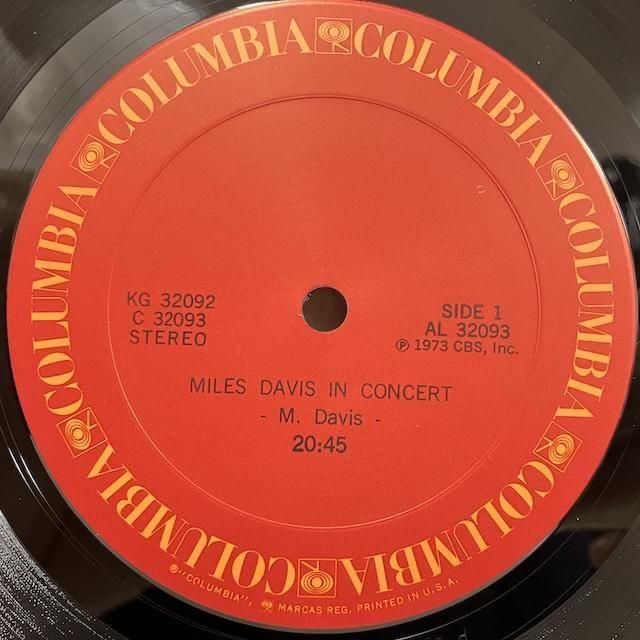 COLUMBIA COLUMBIA COLUMBIA COLUMBIA COLUMBIA COLUMBIA COLUMBIA COLUMBIA
KG 32092
C 32093
STEREO
SIDE 1
AL 32093
Ⓟ 1973 CBS, Inc.
MILES DAVIS IN CONCERT
- M. Davis -
20:45
®"COLUMBIA", MARCAS REG. PRINTED IN U.S.A.